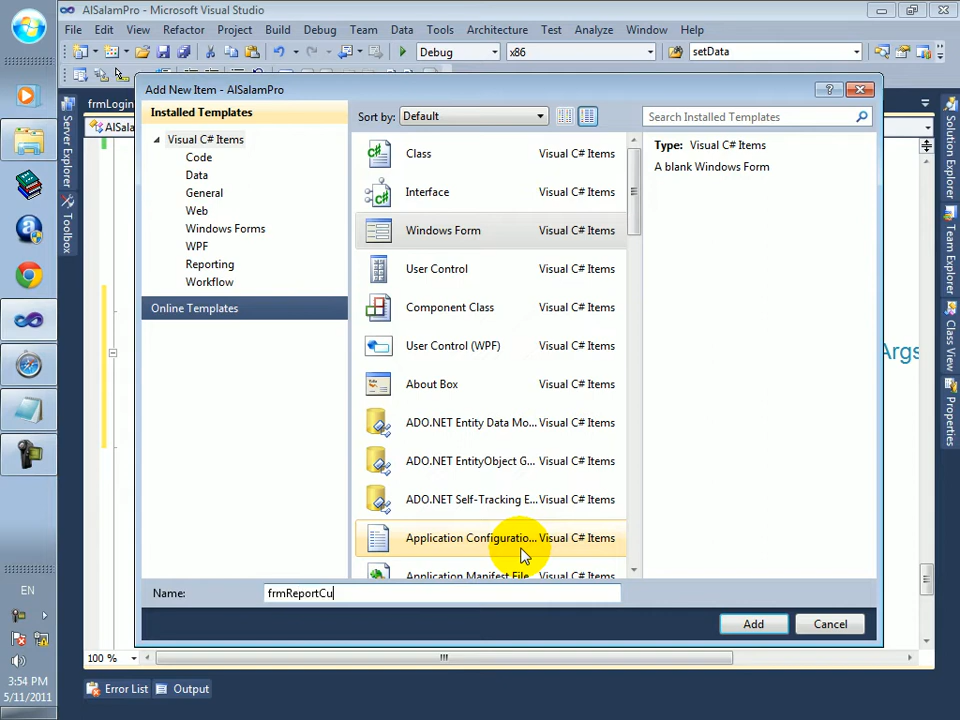 AlSalamPro - Microsoft Visual Studio
File Edit View Refactor Project Build Debug Team Data Tools Architecture Test Analyze Window Help
Debug x86 setData
Add New Item - AlSalamPro
frmLogin
AlSala
Installed Templates
Visual C# Items
Code
Data
General
Web
Windows Forms
WPF
Reporting
Workflow
Online Templates
Sort by: Default
Search Installed Templates
Class Visual C# Items
Interface Visual C# Items
Windows Form Visual C# Items
User Control Visual C# Items
Component Class Visual C# Items
User Control (WPF) Visual C# Items
About Box Visual C# Items
ADO.NET Entity Data Mo... Visual C# Items
ADO.NET EntityObject G... Visual C# Items
ADO.NET Self-Tracking E... Visual C# Items
Application Configuratio... Visual C# Items
Application Manifest File Visual C# Items
Type: Visual C# Items
A blank Windows Form
Name: frmReportCu
Add Cancel
Server Explorer
Toolbox
Solution Explorer
Team Explorer
Class View
Properties
Args
100 %
Error List Output
EN
3:54 PM
5/11/2011